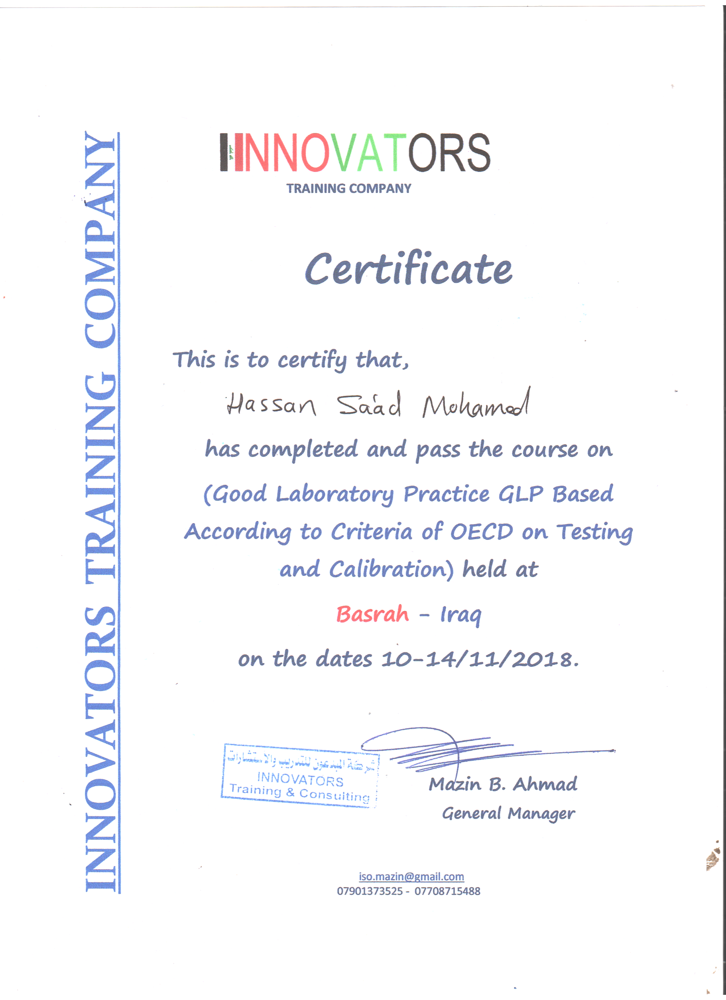 INNOVATORS TRAINING COMPANY
INNOVATORS
TRAINING COMPANY
Certificate
This is to certify that,
Hassan Sa'ad Mohamed
has completed and pass the course on
(Good Laboratory Practice GLP Based
According to Criteria of OECD on Testing
and Calibration) held at
Basrah - Iraq
on the dates 10-14/11/2018.
شركة المبدعون للتدريب والاستشارات
INNOVATORS
Training & Consulting
Mazin B. Ahmad
General Manager
iso.mazin@gmail.com
07901373525 - 07708715488